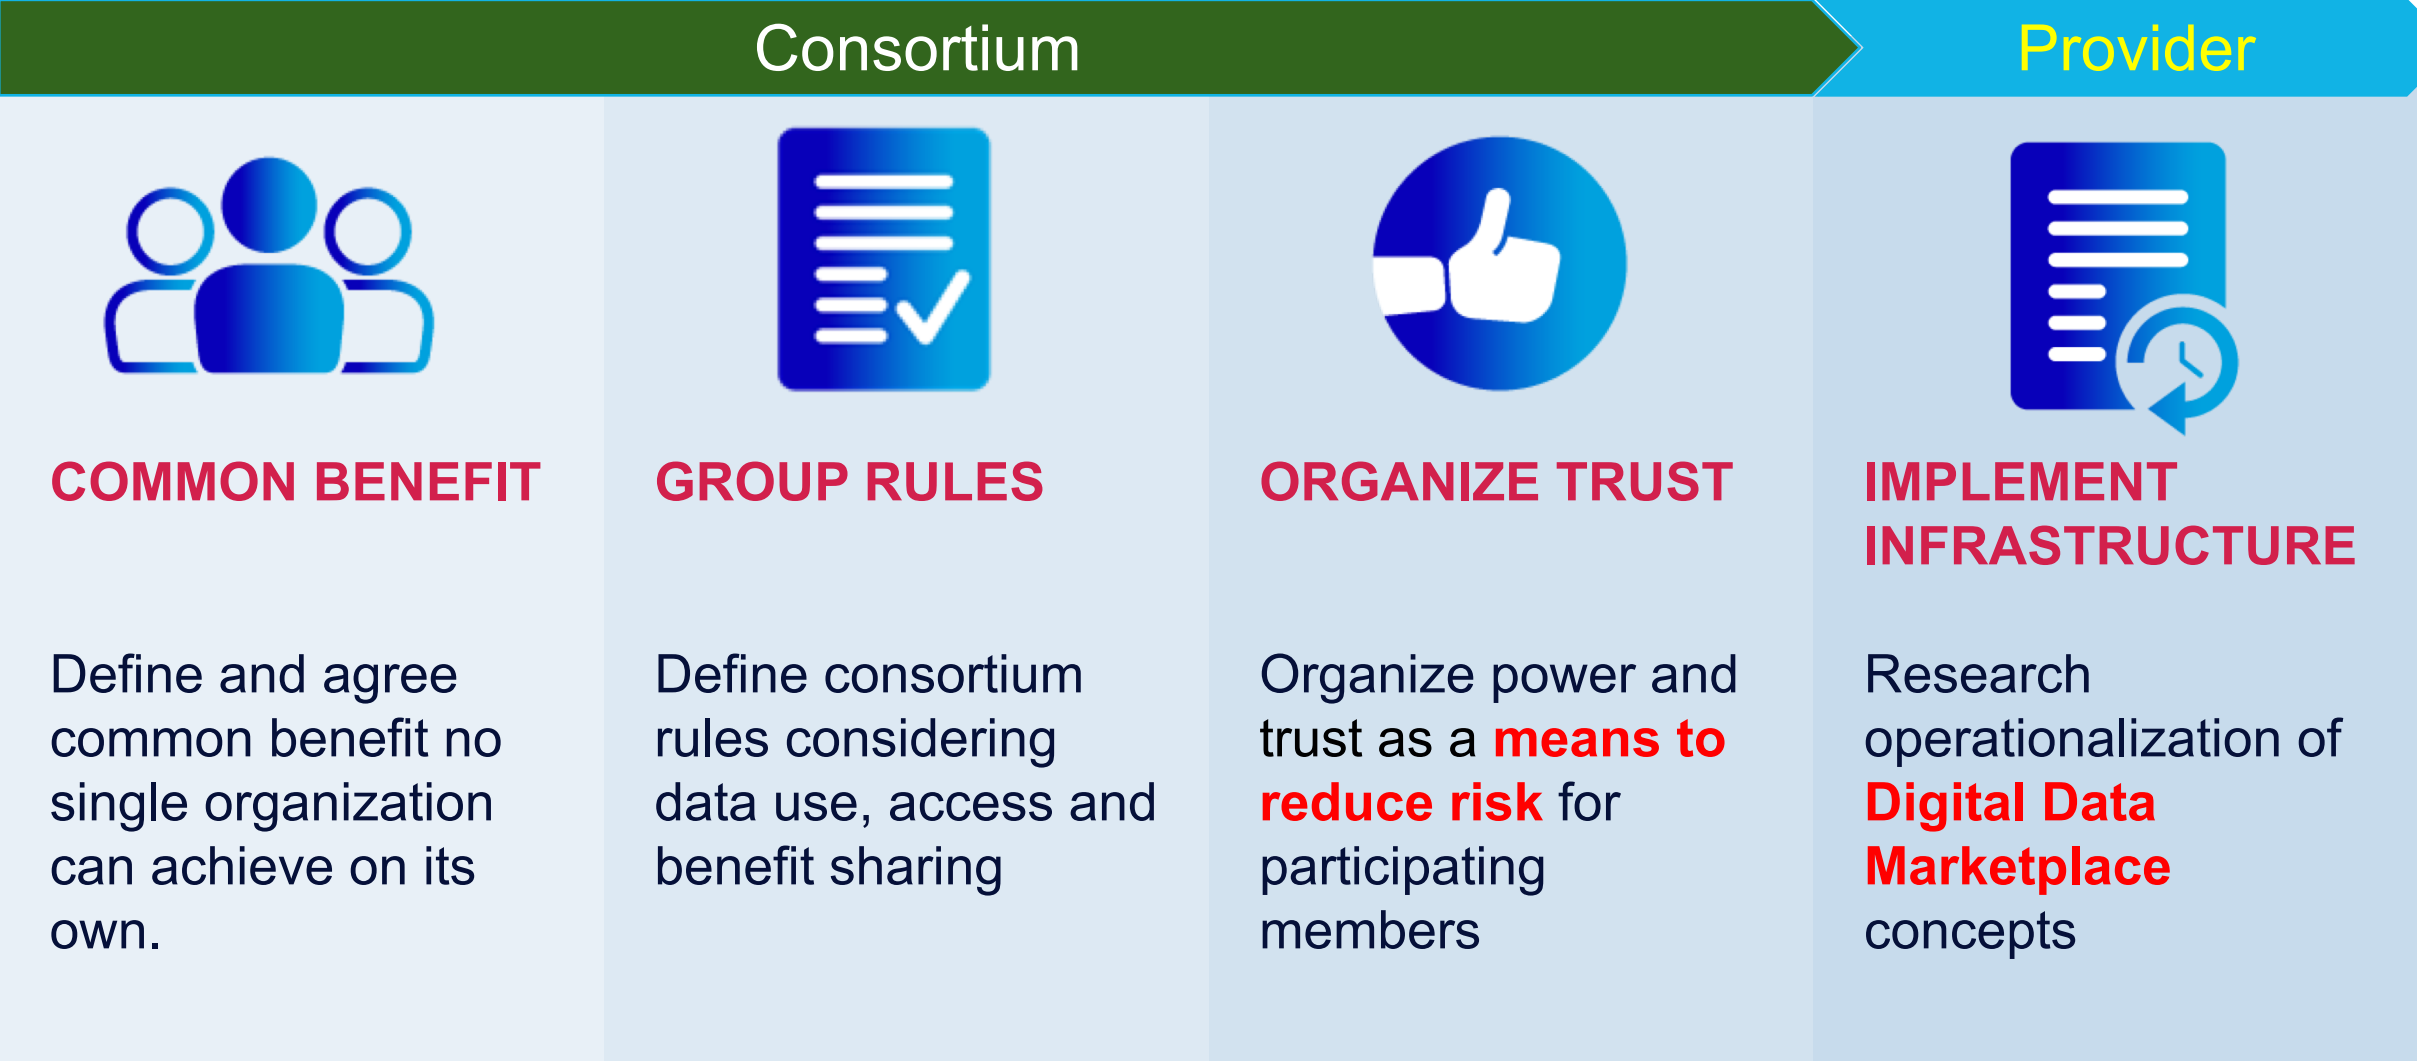 Consortium
Provider
COMMON BENEFIT
Define and agree
common benefit no
single organization
can achieve on its
own.
GROUP RULES
Define consortium
rules considering
data use, access and
benefit sharing
ORGANIZE TRUST
Organize power and
trust as a means to
reduce risk for
participating
members
IMPLEMENT
INFRASTRUCTURE
Research
operationalization of
Digital Data
Marketplace
concepts